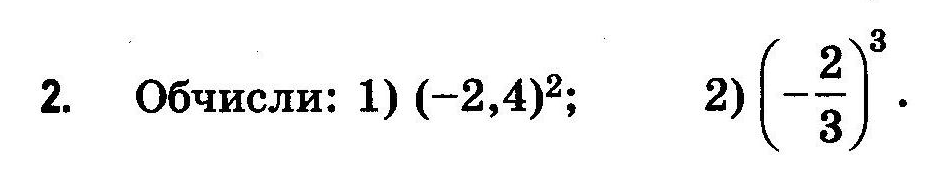 2. Обчисли: 1) (−2,4)²; 2) (−2/3)³.